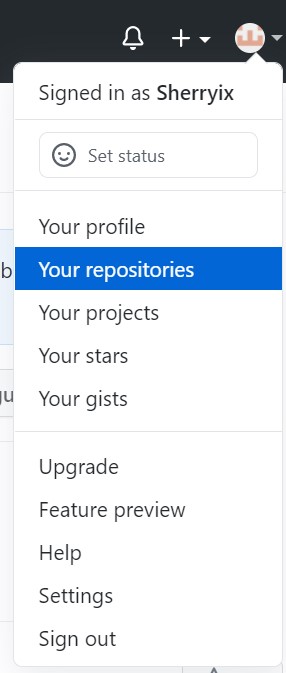 Signed in as Sherryix
Set status
Your profile
Your repositories
Your projects
Your stars
Your gists
Upgrade
Feature preview
Help
Settings
Sign out